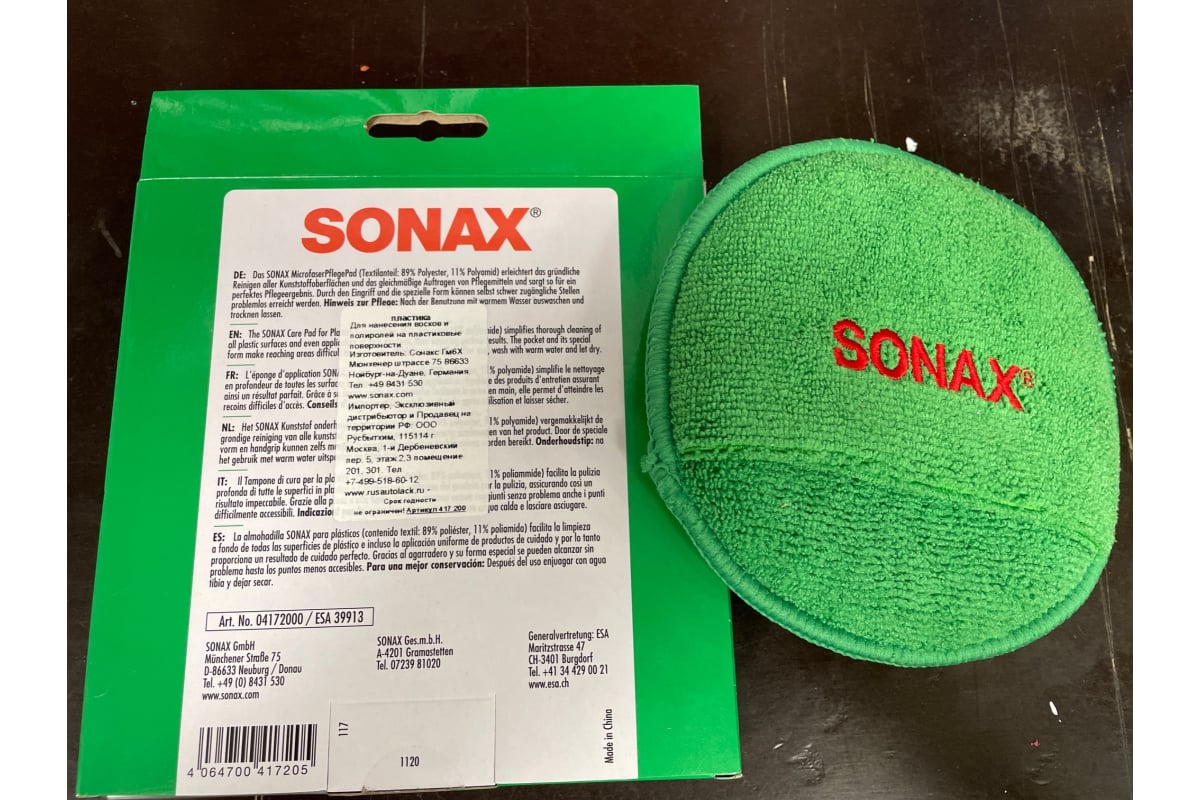 SONAX®
DE: Das SONAX MicrofaserPflegePad (Textilanteil: 89% Polyester, 11% Polyamid) erleichtert das gründliche
Reinigen aller Kunststoffoberflächen und das gleichmäßige Auftragen von Pflegemitteln und sorgt so für ein
perfektes Pflegeergebnis. Durch den Eingriff und die spezielle Form können selbst schwer zugängliche Stellen
problemlos erreicht werden. Hinweis zur Pflege: Nach der Benutzung mit warmem Wasser auswaschen und
trocknen lassen.
EN: The SONAX Care Pad for Pla
all plastic surfaces and even applic
form make reaching areas difficul
ide) simplifies thorough cleaning of
esults. The pocket and its special
, wash with warm water and let dry.
FR: L'éponge d'application SONA
en profondeur de toutes les surfac
ainsi un résultat parfait. Grâce à s
recoins difficiles d'accès. Conseils
% polyamide) simplifie le nettoyage
e des produits d'entretien assurant
en main, elle permet d'atteindre les
ilisation et laisser sécher.
NL: Het SONAX Kunststof onderh
grondige reiniging van alle kunsts
vorm en handgrip kunnen zelfs m
het gebruik met warm water uitsp
1% polyamide) vergemakkelijkt de
en van het product. Door de speciale
orden bereikt. Onderhoudstip: na
IT: Il Tampone di cura per la pla
profonda di tutte le superfici in pla
risultato impeccabile. Grazie alla p
difficilmente accessibili. Indicazion
1% poliammide) facilita la pulizia
r la pulizia, assicurando così un
giunti senza problema anche i punti
qua calda e lasciare asciugare.
ES: La almohadilla SONAX para plásticos (contenido textil: 89% poliéster, 11% poliamida) facilita la limpieza
a fondo de todas las superficies de plástico e incluso la aplicación uniforme de productos de cuidado y por lo tanto
proporciona un resultado de cuidado perfecto. Gracias al agarradero y su forma especial se pueden alcanzar sin
problema hasta los puntos menos accesibles. Para una mejor conservación: Después del uso enjuagar con agua
tibia y dejar secar.
пластика
Для нанесения восков и
полиролей на пластиковые
поверхности.
Изготовитель: Сонакс ГмбХ
Мюнхенер штрассе 75 86633
Нойбург-на-Дунае, Германия.
Тел. +49 8431 530
www.sonax.com
Импортер, Эксклюзивный
дистрибьютор и Продавец на
территории РФ: ООО
Русбытхим, 115114 г.
Москва, 1-й Дербеневский
пер. 5, этаж 2,3 помещение
201, 301. Тел.
+7-499-518-60-12
www.rusautolack.ru -
Срок годности
не ограничен! Артикул 417 200
Art. No. 04172000 / ESA 39913
SONAX GmbH
Münchener Straße 75
D-86633 Neuburg / Donau
Tel. +49 (0) 8431 530
www.sonax.com
SONAX Ges.m.b.H.
A-4201 Gramastetten
Tel. 07239 81020
Generalvertretung: ESA
Maritzstrasse 47
CH-3401 Burgdorf
Tel. +41 34 429 00 21
www.esa.ch
4 064700 417205
117
1120
Made in China
SONAX®